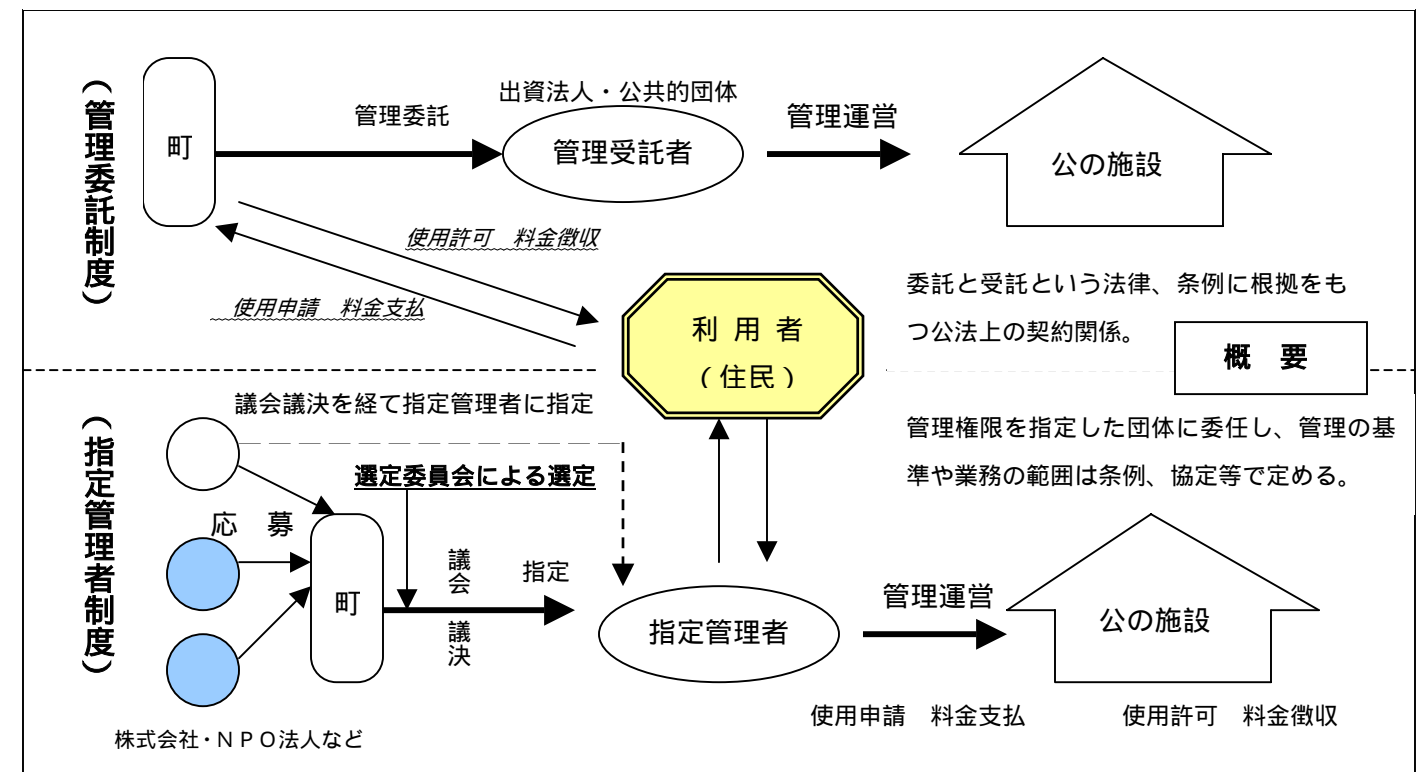 （管理委託制度）
町
管理委託
出資法人・公共的団体
管理受託者
管理運営
公の施設
使用許可　料金徴収
使用申請　料金支払
利 用 者
（住民）
委託と受託という法律、条例に根拠をも
つ公法上の契約関係。
概　要
（指定管理者制度）
議会議決を経て指定管理者に指定
選定委員会による選定
応　募
町
議会
議決
指定
指定管理者
管理運営
管理権限を指定した団体に委任し、管理の基
準や業務の範囲は条例、協定等で定める。
公の施設
使用申請　料金支払
使用許可　料金徴収
株式会社・ＮＰＯ法人など